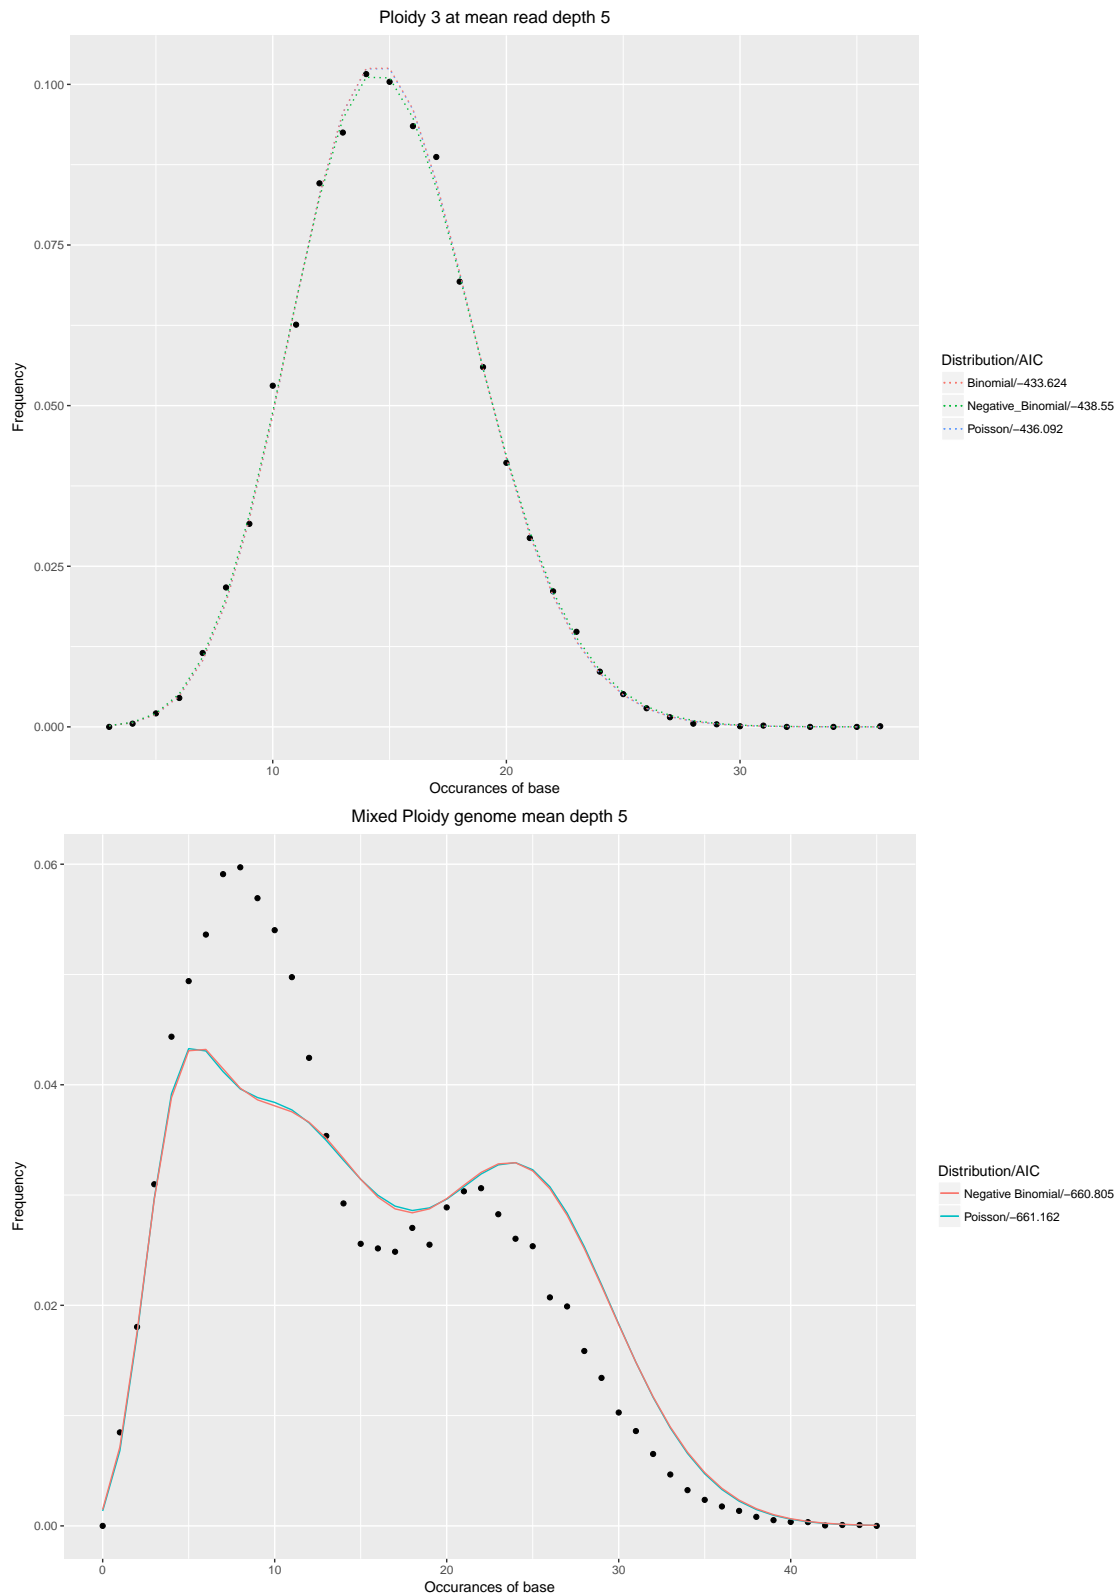 Ploidy 3 at mean read depth 5
0.100
0.075
0.050
0.025
0.000
Frequency
10
20
30
Occurances of base
Distribution/AIC
Binomial/−433.624
Negative_Binomial/−438.55
Poisson/−436.092
Mixed Ploidy genome mean depth 5
0.06
0.04
0.02
0.00
Frequency
0
10
20
30
40
Occurances of base
Distribution/AIC
Negative Binomial/−660.805
Poisson/−661.162